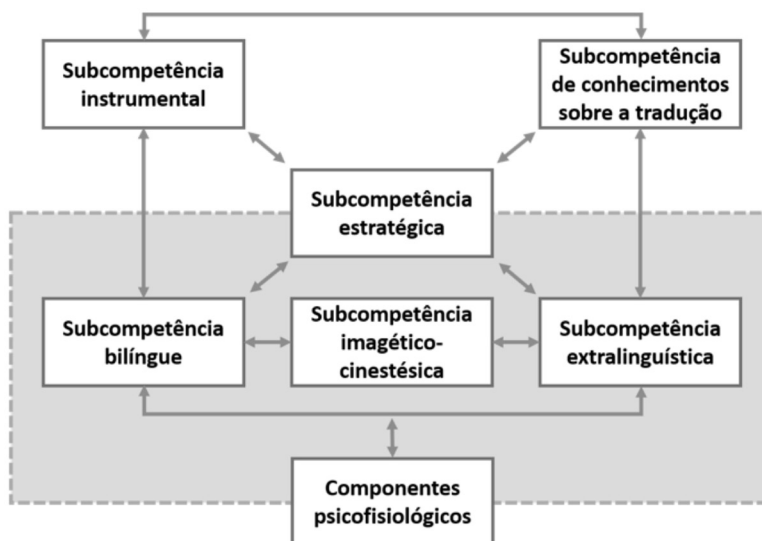 Subcompetência
instrumental
Subcompetência
de conhecimentos
sobre a tradução
Subcompetência
estratégica
Subcompetência
bilíngue
Subcompetência
imagético-
cinestésica
Subcompetência
extralinguística
Componentes
psicofisiológicos